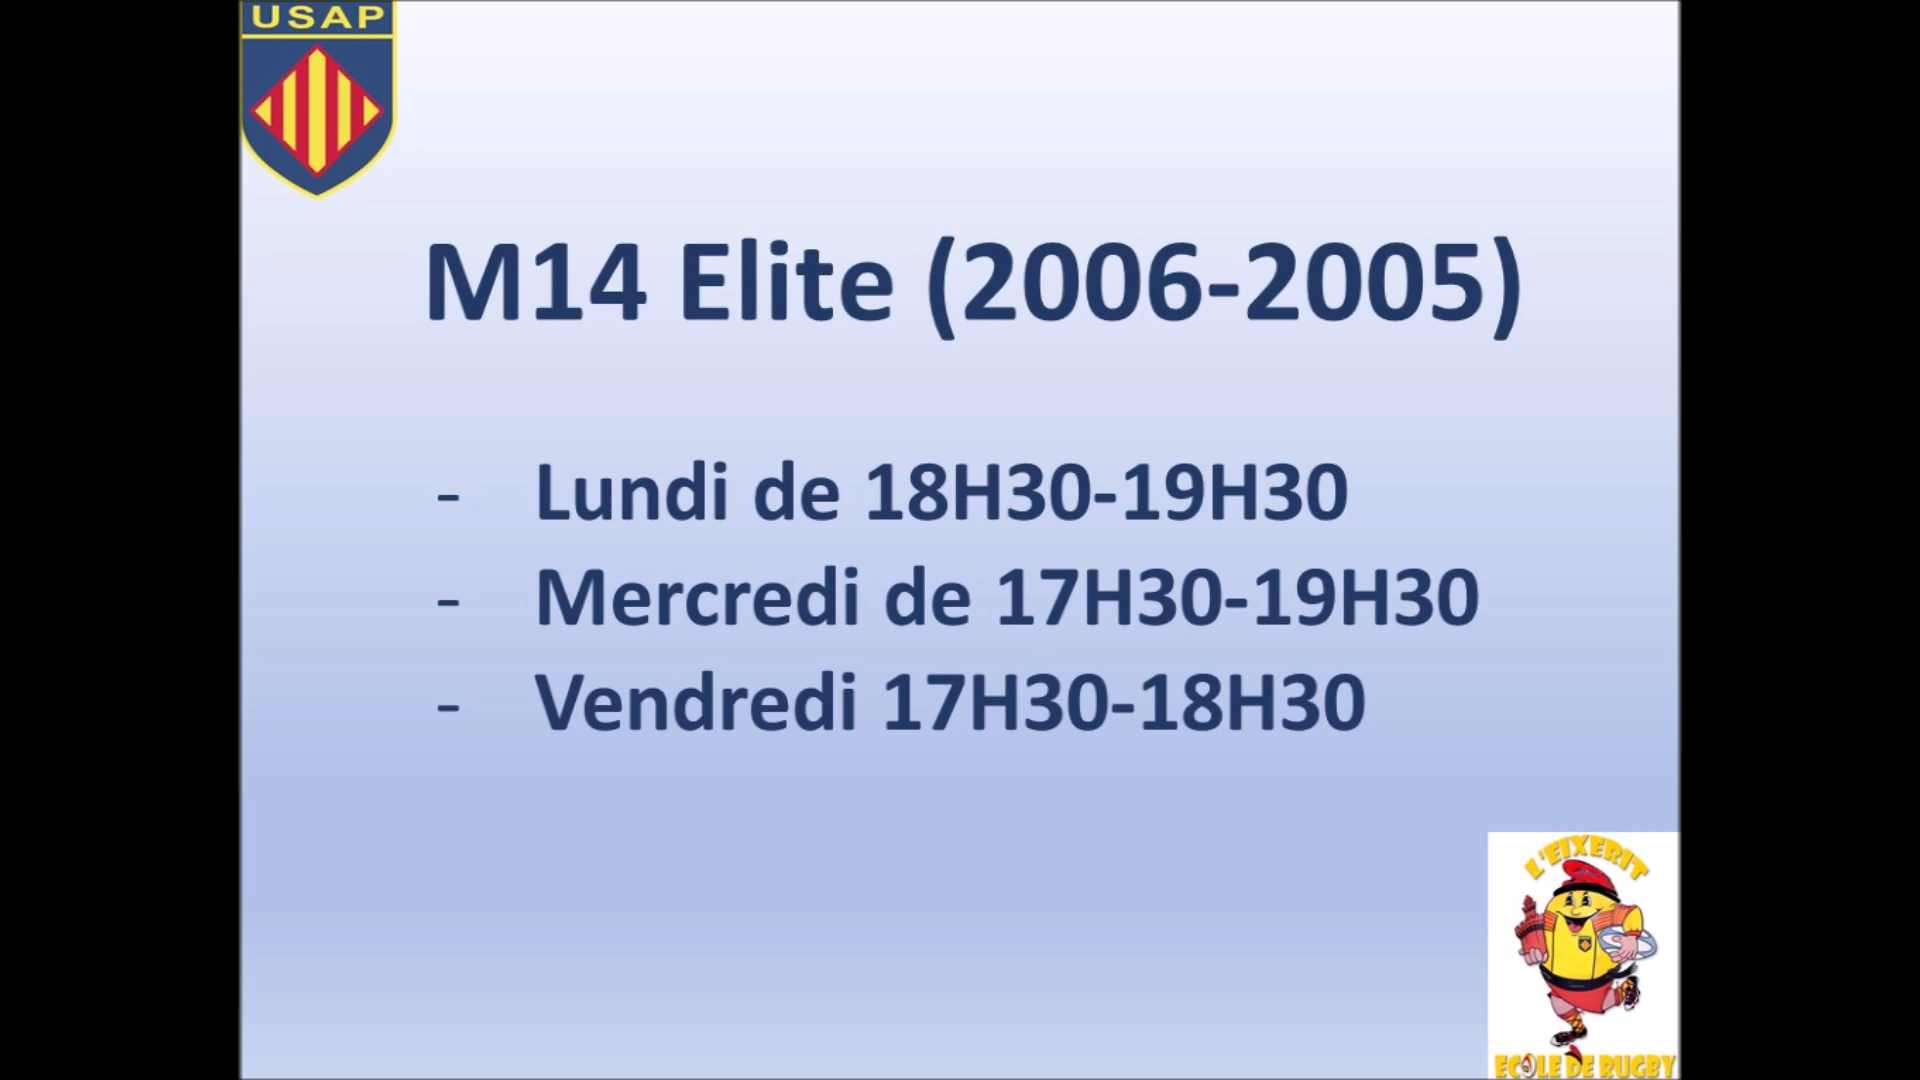 USAP
M14 Elite (2006-2005)
- Lundi de 18H30-19H30
- Mercredi de 17H30-19H30
- Vendredi 17H30-18H30
L'EIXERIT
ECOLE DE RUGBY